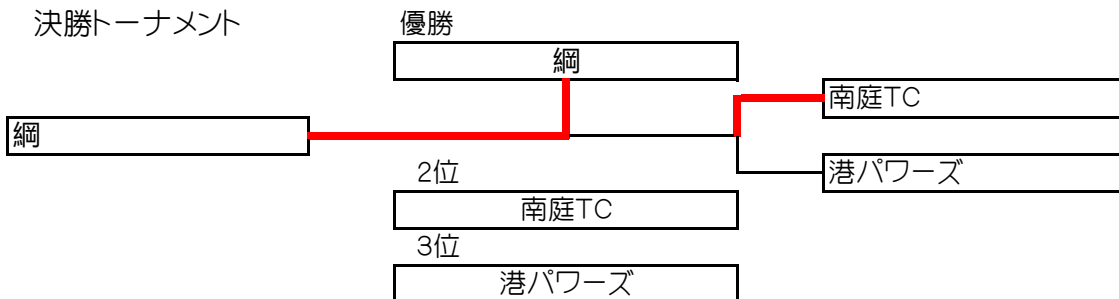 決勝トーナメント
優勝
綱
南庭TC
綱
港パワーズ
2位
南庭TC
3位
港パワーズ